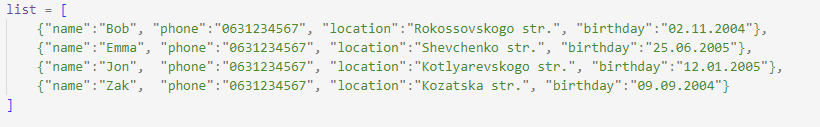 list = [
    {"name":"Bob", "phone":"0631234567", "location":"Rokossovskogo str.", "birthday":"02.11.2004"},
    {"name":"Emma", "phone":"0631234567", "location":"Shevchenko str.", "birthday":"25.06.2005"},
    {"name":"Jon",  "phone":"0631234567", "location":"Kotlyarevskogo str.", "birthday":"12.01.2005"},
    {"name":"Zak",  "phone":"0631234567", "location":"Kozatska str.", "birthday":"09.09.2004"}
]